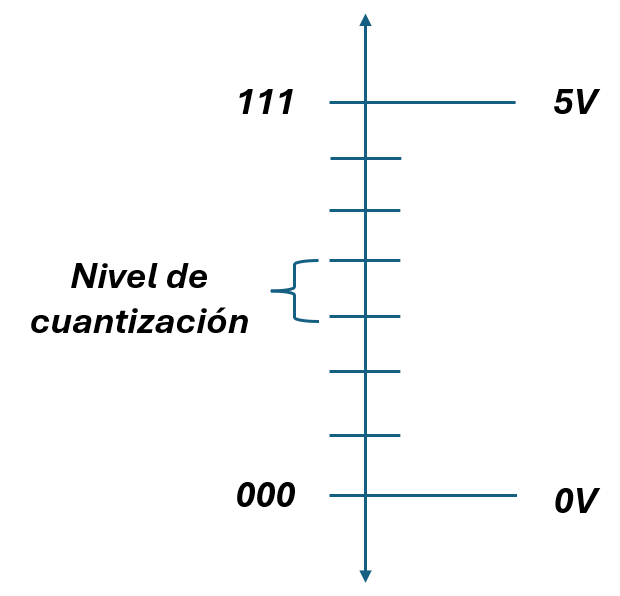 111
5V
Nivel de
cuantización
000
0V